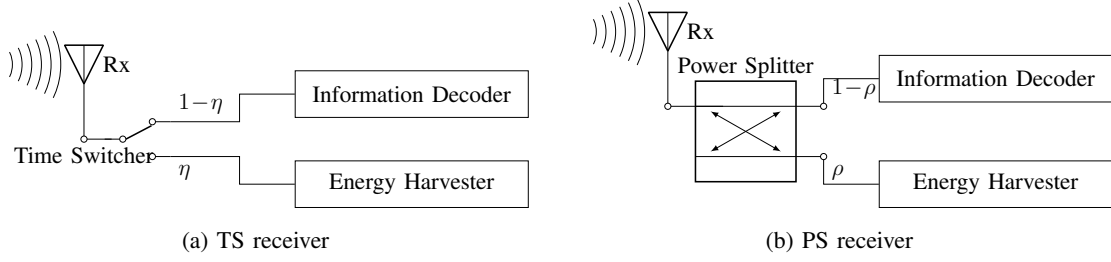 Rx
1−η
Information Decoder
Time Switcher
η
Energy Harvester
(a) TS receiver
Rx
Power Splitter
1−ρ
Information Decoder
ρ
Energy Harvester
(b) PS receiver